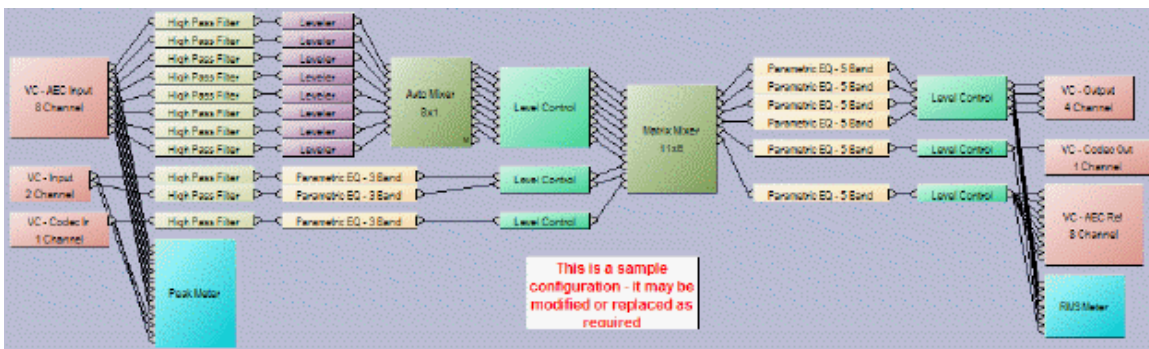 High Pass Filter Leveler
High Pass Filter Leveler
High Pass Filter Leveler
High Pass Filter Leveler
High Pass Filter Leveler
High Pass Filter Leveler
High Pass Filter Leveler
High Pass Filter Leveler
VC - AEC Input
8 Channel
Auto Mixer
8x1
Level Control
Matrix Mixer
Parametric EQ - 5 Band
Parametric EQ - 5 Band
Parametric EQ - 5 Band
Parametric EQ - 5 Band
Level Control
VC - Output
4 Channel
Parametric EQ - 5 Band
Level Control
VC - Codec Out
1 Channel
VC - Input
2 Channel
High Pass Filter Parametric EQ - 3 Band
High Pass Filter Parametric EQ - 3 Band
Level Control
Parametric EQ - 5 Band
Level Control
VC - Codec In
1 Channel
High Pass Filter Parametric EQ - 3 Band
Level Control
VC - AEC Ref
8 Channel
Peak Meter
RMS Meter
This is a sample
configuration - it may be
modified or replaced as
required